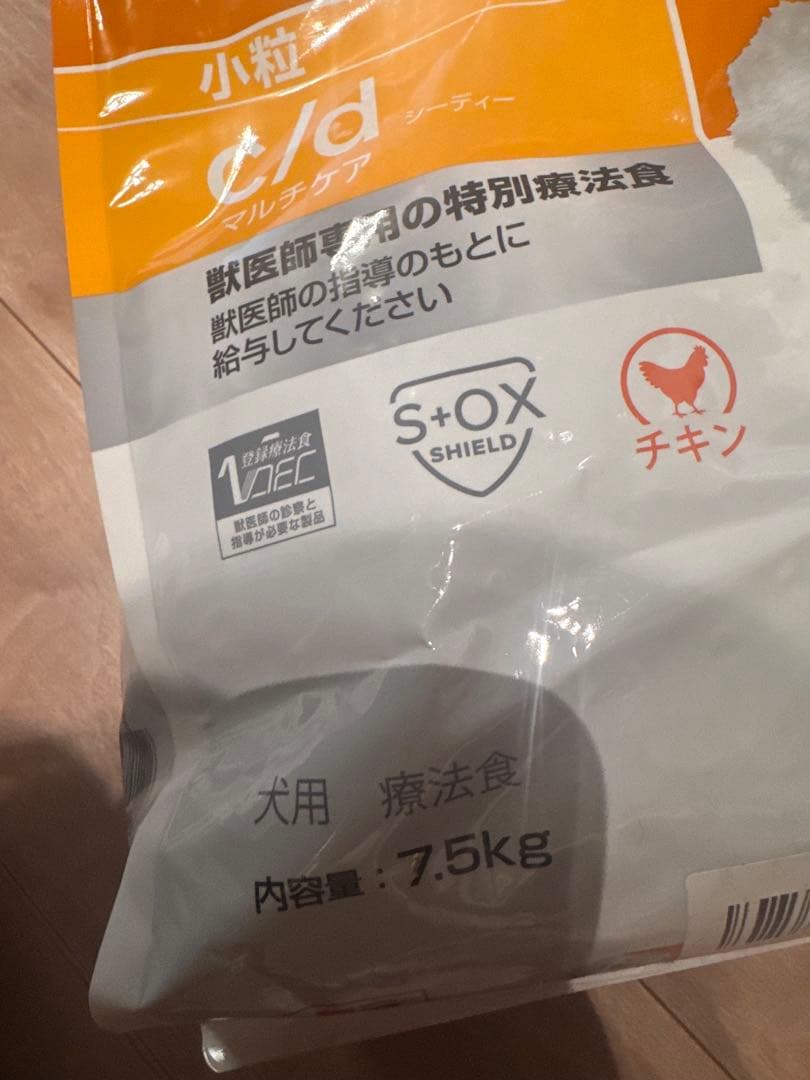 小粒
c/d シーディー
マルチケア
獣医師専用の特別療法食
獣医師の指導のもとに
給与してください
登録療法食
VDEC
獣医師の診察と
指導が必要な製品
S+OX
SHIELD
チキン
犬用 療法食
内容量:7.5kg